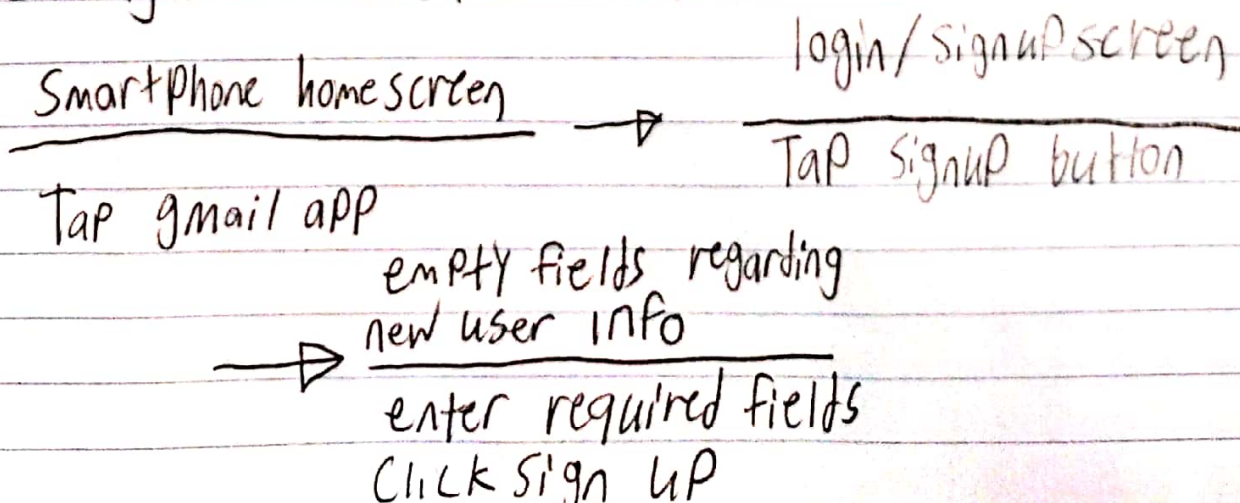 Smartphone homescreen
Tap gmail app
login/signup screen
Tap signup button
empty fields regarding
new user info
enter required fields
Click Sign up